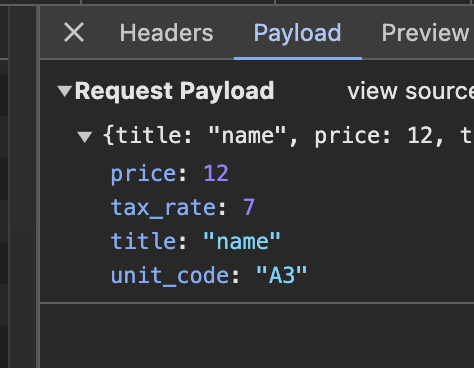 Headers Payload Preview
Request Payload view source
{title: "name", price: 12, t
price: 12
tax_rate: 7
title: "name"
unit_code: "A3"